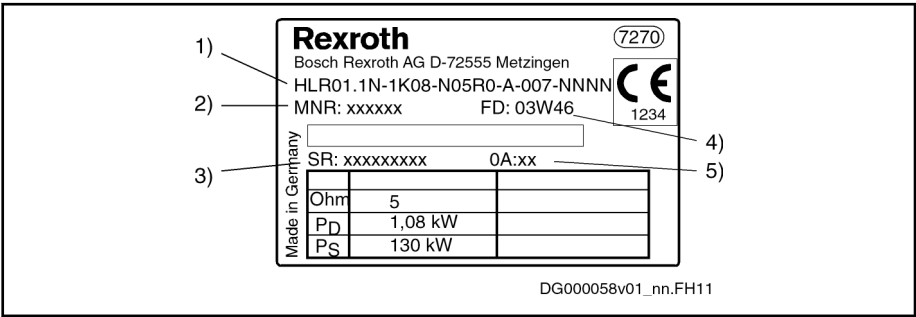 Rexroth 7270
Bosch Rexroth AG D-72555 Metzingen
1) HLR01.1N-1K08-N05R0-A-007-NNNN CE
2) MNR: xxxxxx FD: 03W46 1234
4)
3) SR: xxxxxxxxx 0A:xx 5)
Made in Germany
Ohm 5
PD 1,08 kW
PS 130 kW
DG000058v01_nn.FH11